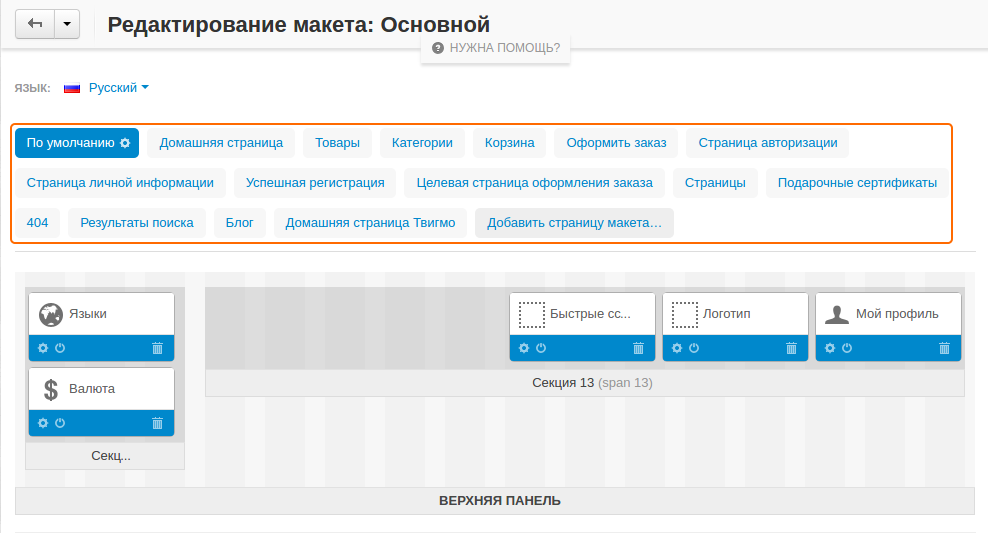 Редактирование макета: Основной
НУЖНА ПОМОЩЬ?
ЯЗЫК: Русский
По умолчанию Домашняя страница Товары Категории Корзина Оформить заказ Страница авторизации
Страница личной информации Успешная регистрация Целевая страница оформления заказа Страницы Подарочные сертификаты
404 Результаты поиска Блог Домашняя страница Твигмо Добавить страницу макета…
Языки Быстрые сс... Логотип Мой профиль
Валюта
Секция 13 (span 13)
Секц...
ВЕРХНЯЯ ПАНЕЛЬ